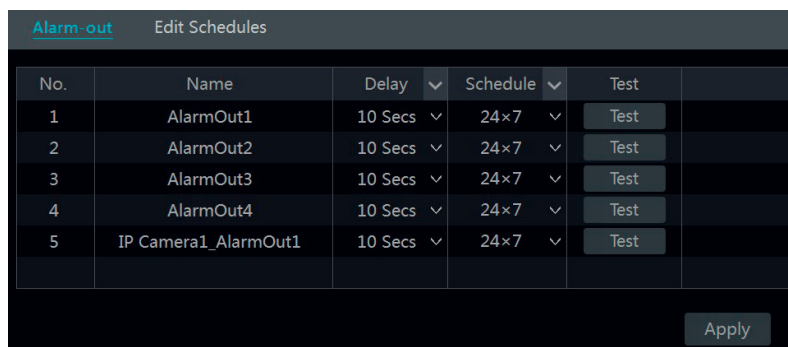 Alarm-out Edit Schedules
No. Name Delay Schedule Test
1 AlarmOut1 10 Secs 24×7 Test
2 AlarmOut2 10 Secs 24×7 Test
3 AlarmOut3 10 Secs 24×7 Test
4 AlarmOut4 10 Secs 24×7 Test
5 IP Camera1_AlarmOut1 10 Secs 24×7 Test
Apply